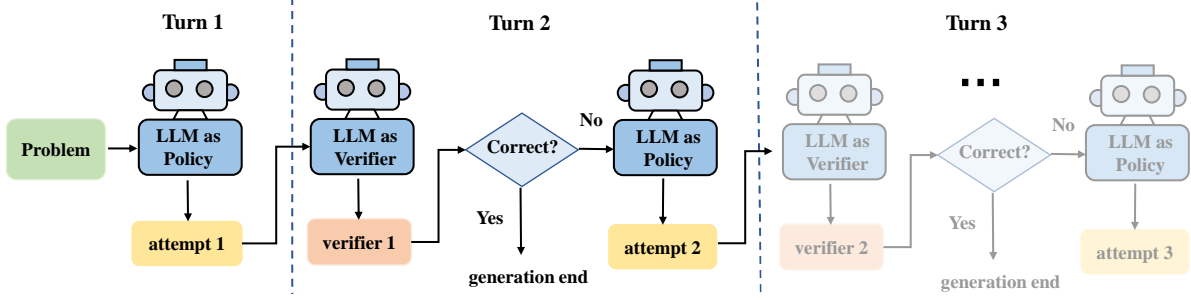 Turn 1
Problem
LLM as
Policy
attempt 1
Turn 2
LLM as
Verifier
verifier 1
Correct?
No
Yes
generation end
LLM as
Policy
attempt 2
Turn 3
...
LLM as
Verifier
verifier 2
Correct?
No
Yes
generation end
LLM as
Policy
attempt 3